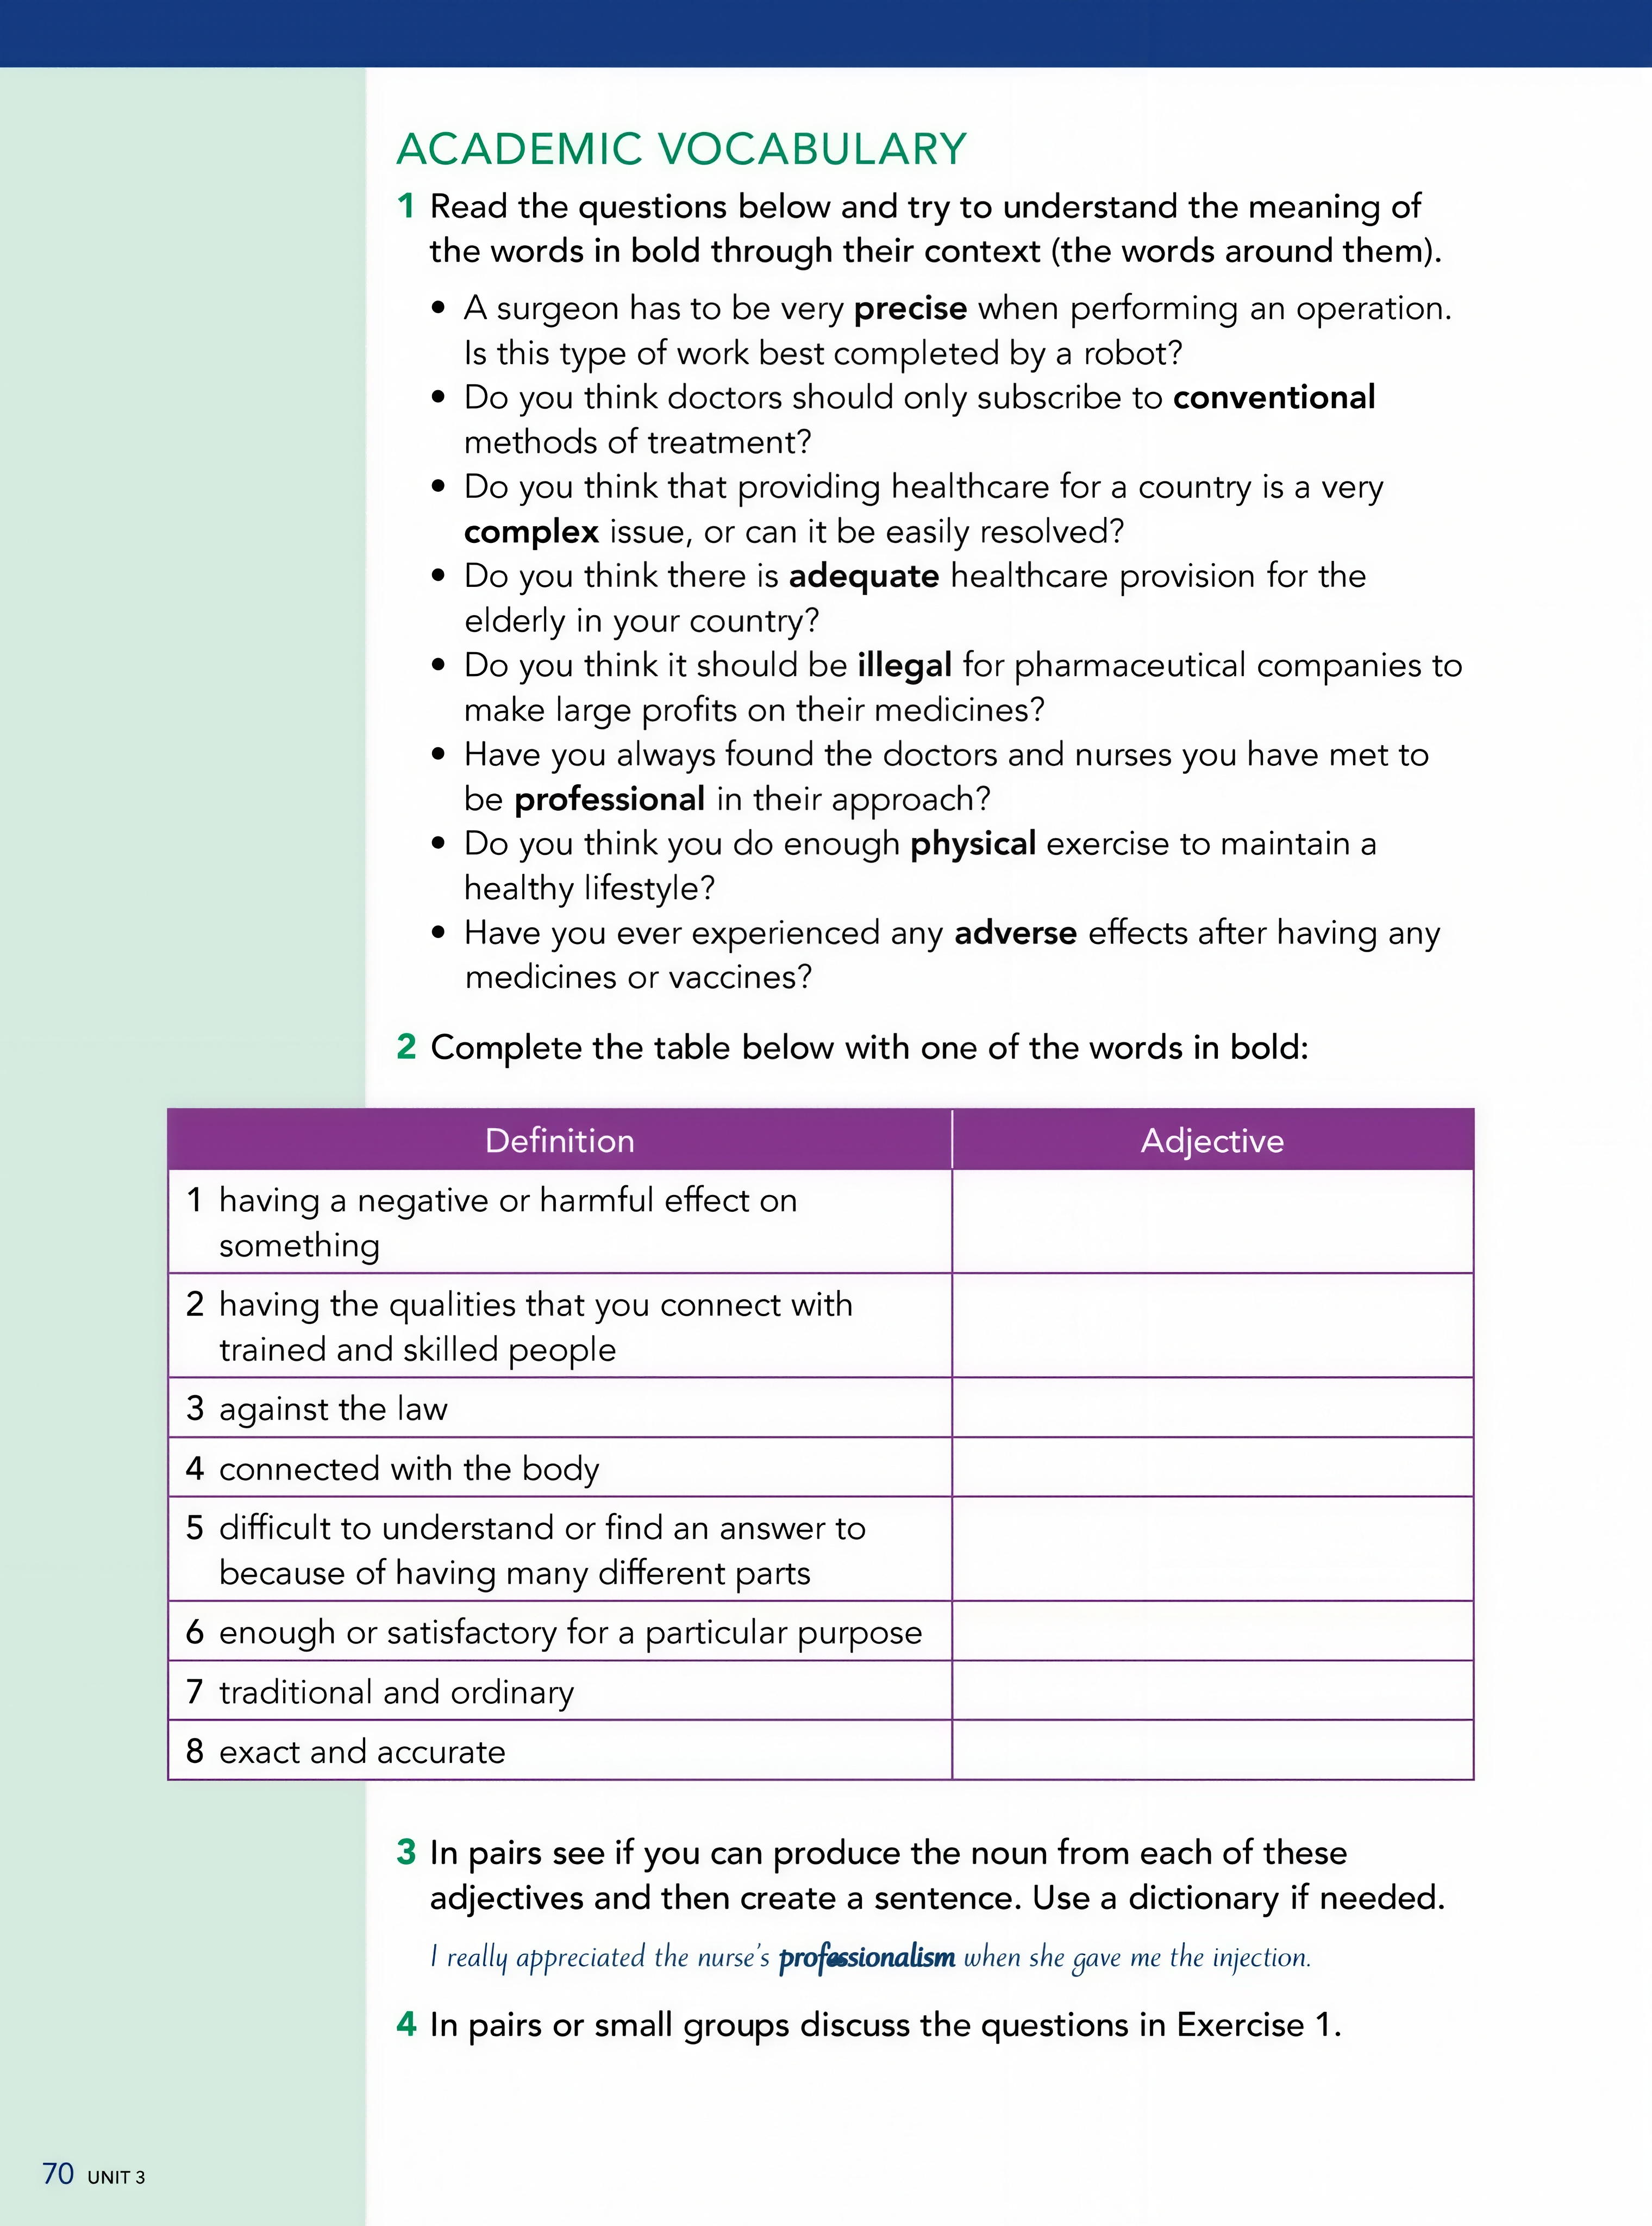 ACADEMIC VOCABULARY
1 Read the questions below and try to understand the meaning of
the words in bold through their context (the words around them).
• A surgeon has to be very precise when performing an operation.
Is this type of work best completed by a robot?
• Do you think doctors should only subscribe to conventional
methods of treatment?
• Do you think that providing healthcare for a country is a very
complex issue, or can it be easily resolved?
• Do you think there is adequate healthcare provision for the
elderly in your country?
• Do you think it should be illegal for pharmaceutical companies to
make large profits on their medicines?
• Have you always found the doctors and nurses you have met to
be professional in their approach?
• Do you think you do enough physical exercise to maintain a
healthy lifestyle?
• Have you ever experienced any adverse effects after having any
medicines or vaccines?
2 Complete the table below with one of the words in bold:
Definition Adjective
1 having a negative or harmful effect on
something
2 having the qualities that you connect with
trained and skilled people
3 against the law
4 connected with the body
5 difficult to understand or find an answer to
because of having many different parts
6 enough or satisfactory for a particular purpose
7 traditional and ordinary
8 exact and accurate
3 In pairs see if you can produce the noun from each of these
adjectives and then create a sentence. Use a dictionary if needed.
I really appreciated the nurse's professionalism when she gave me the injection.
4 In pairs or small groups discuss the questions in Exercise 1.
70 UNIT 3